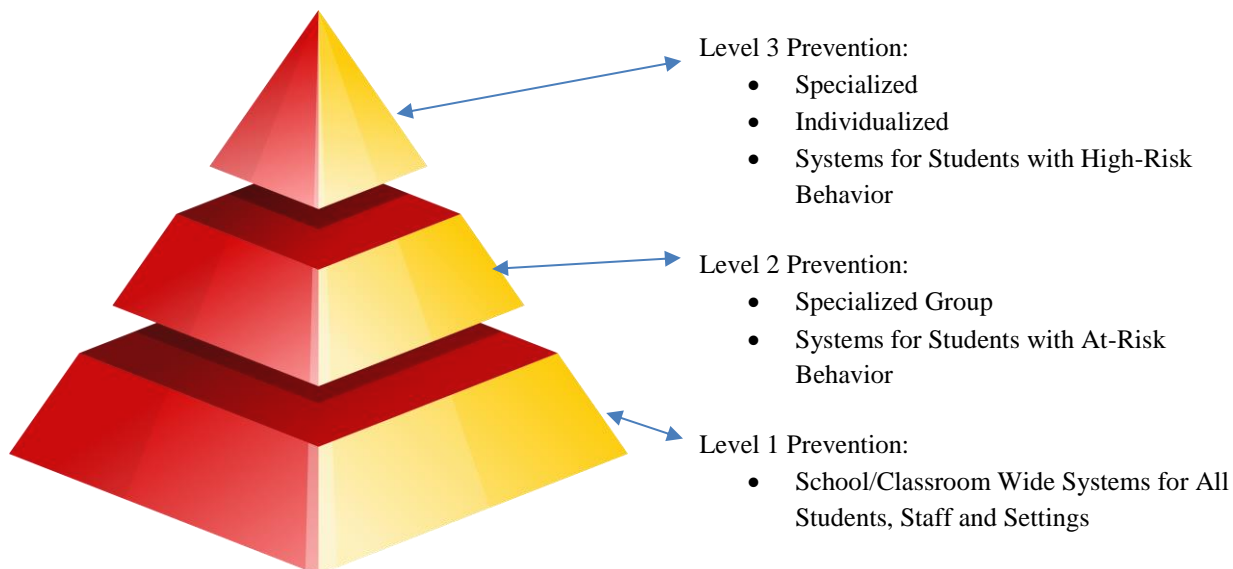 Level 3 Prevention:
• Specialized
• Individualized
• Systems for Students with High-Risk
Behavior
Level 2 Prevention:
• Specialized Group
• Systems for Students with At-Risk
Behavior
Level 1 Prevention:
• School/Classroom Wide Systems for All
Students, Staff and Settings